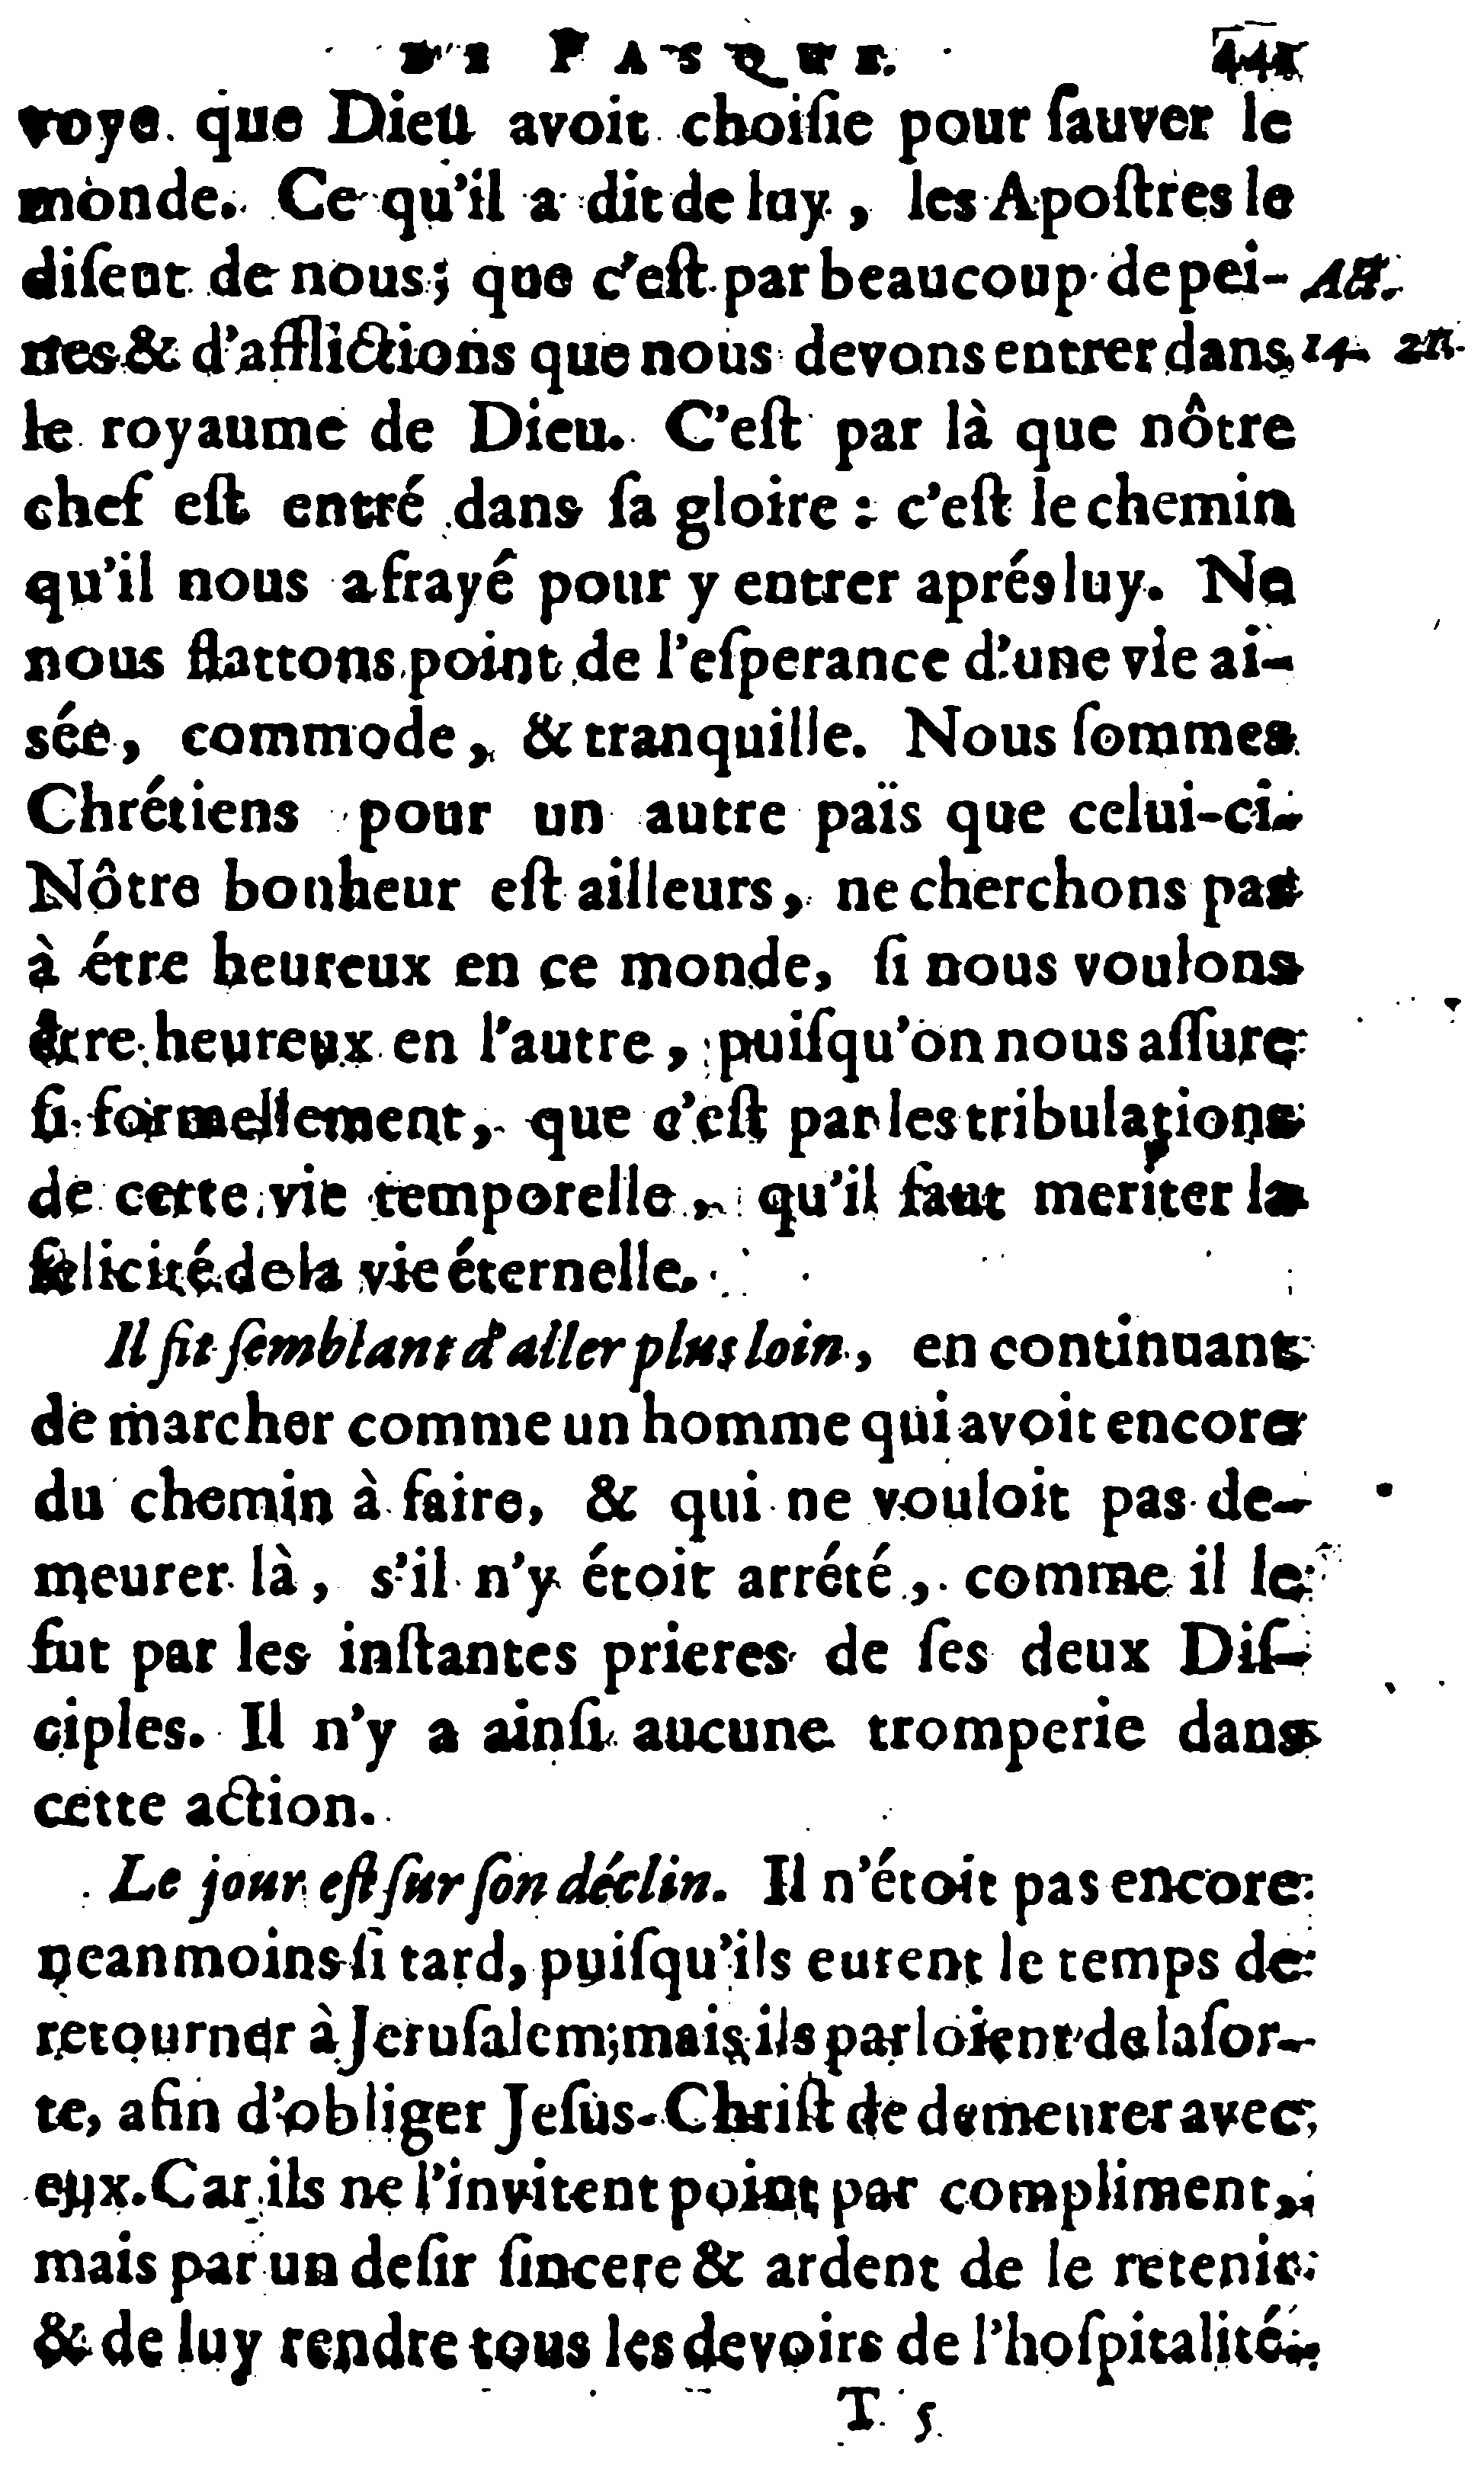 DE PASQUE. 441
voye que Dieu avoit choiſie pour ſauver le
monde. Ce qu'il a dit de luy, les Apoſtres le
diſent de nous; que c'eſt par beaucoup de pei- Act.
nes & d'afflictions que nous devons entrer dans 14. 21.
le royaume de Dieu. C'eſt par là que nôtre
chef eſt entré dans ſa gloire : c'eſt le chemin
qu'il nous a frayé pour y entrer aprés luy. Ne
nous flattons point de l'eſperance d'une vie ai-
sée, commode, & tranquille. Nous ſommes
Chrétiens pour un autre païs que celui-ci.
Nôtre bonheur eſt ailleurs, ne cherchons pas
à étre heureux en ce monde, ſi nous voulons
étre heureux en l'autre, puiſqu'on nous aſſure
ſi formellement, que c'eſt par les tribulations
de cette vie temporelle, qu'il faut meriter la
felicité de la vie éternelle.
Il fit ſemblant d'aller plus loin, en continuant
de marcher comme un homme qui avoit encore
du chemin à faire, & qui ne vouloit pas de-
meurer là, s'il n'y étoit arrété, comme il le
fut par les inſtantes prieres de ſes deux Diſ-
ciples. Il n'y a ainſi aucune tromperie dans
cette action.
Le jour eſt ſur ſon déclin. Il n'étoit pas encore
neanmoins ſi tard, puiſqu'ils eurent le temps de
retourner à Jeruſalem; mais ils parloient de la ſor-
te, afin d'obliger Jeſus-Chriſt de demeurer avec
eux. Car ils ne l'invitent point par compliment,
mais par un deſir ſincere & ardent de le retenir
& de luy rendre tous les devoirs de l'hoſpitalité.
T 5